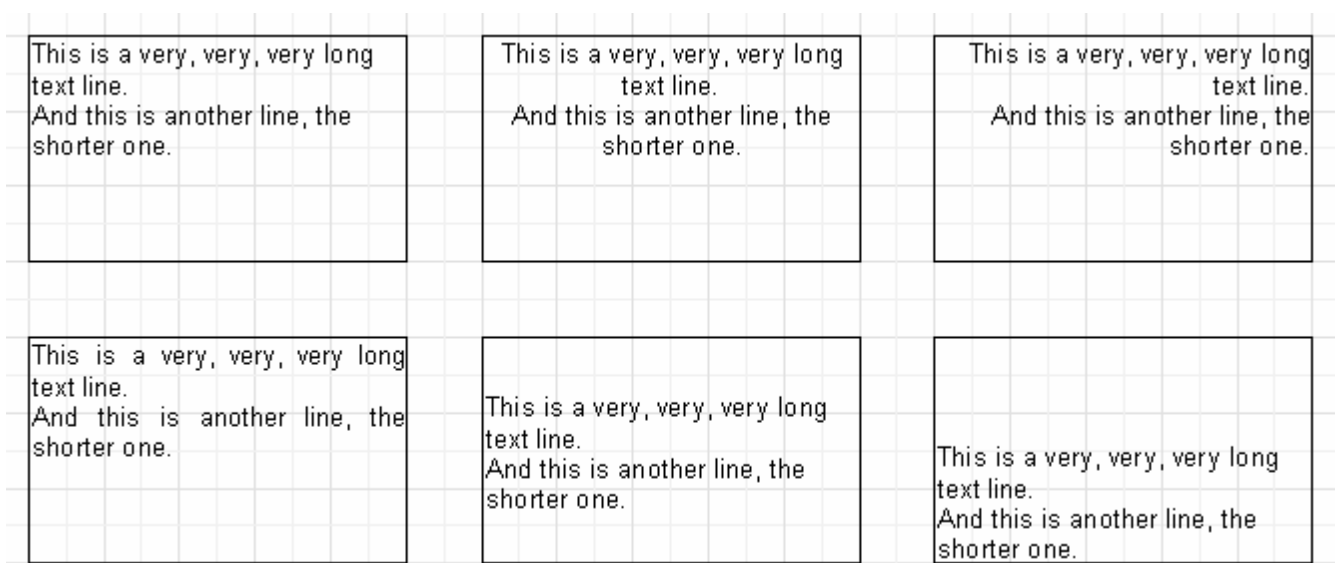 This is a very, very, very long
text line.
And this is another line, the
shorter one.
This is a very, very, very long
text line.
And this is another line, the
shorter one.
This is a very, very, very long
text line.
And this is another line, the
shorter one.
This is a very, very, very long
text line.
And this is another line, the
shorter one.
This is a very, very, very long
text line.
And this is another line, the
shorter one.
This is a very, very, very long
text line.
And this is another line, the
shorter one.